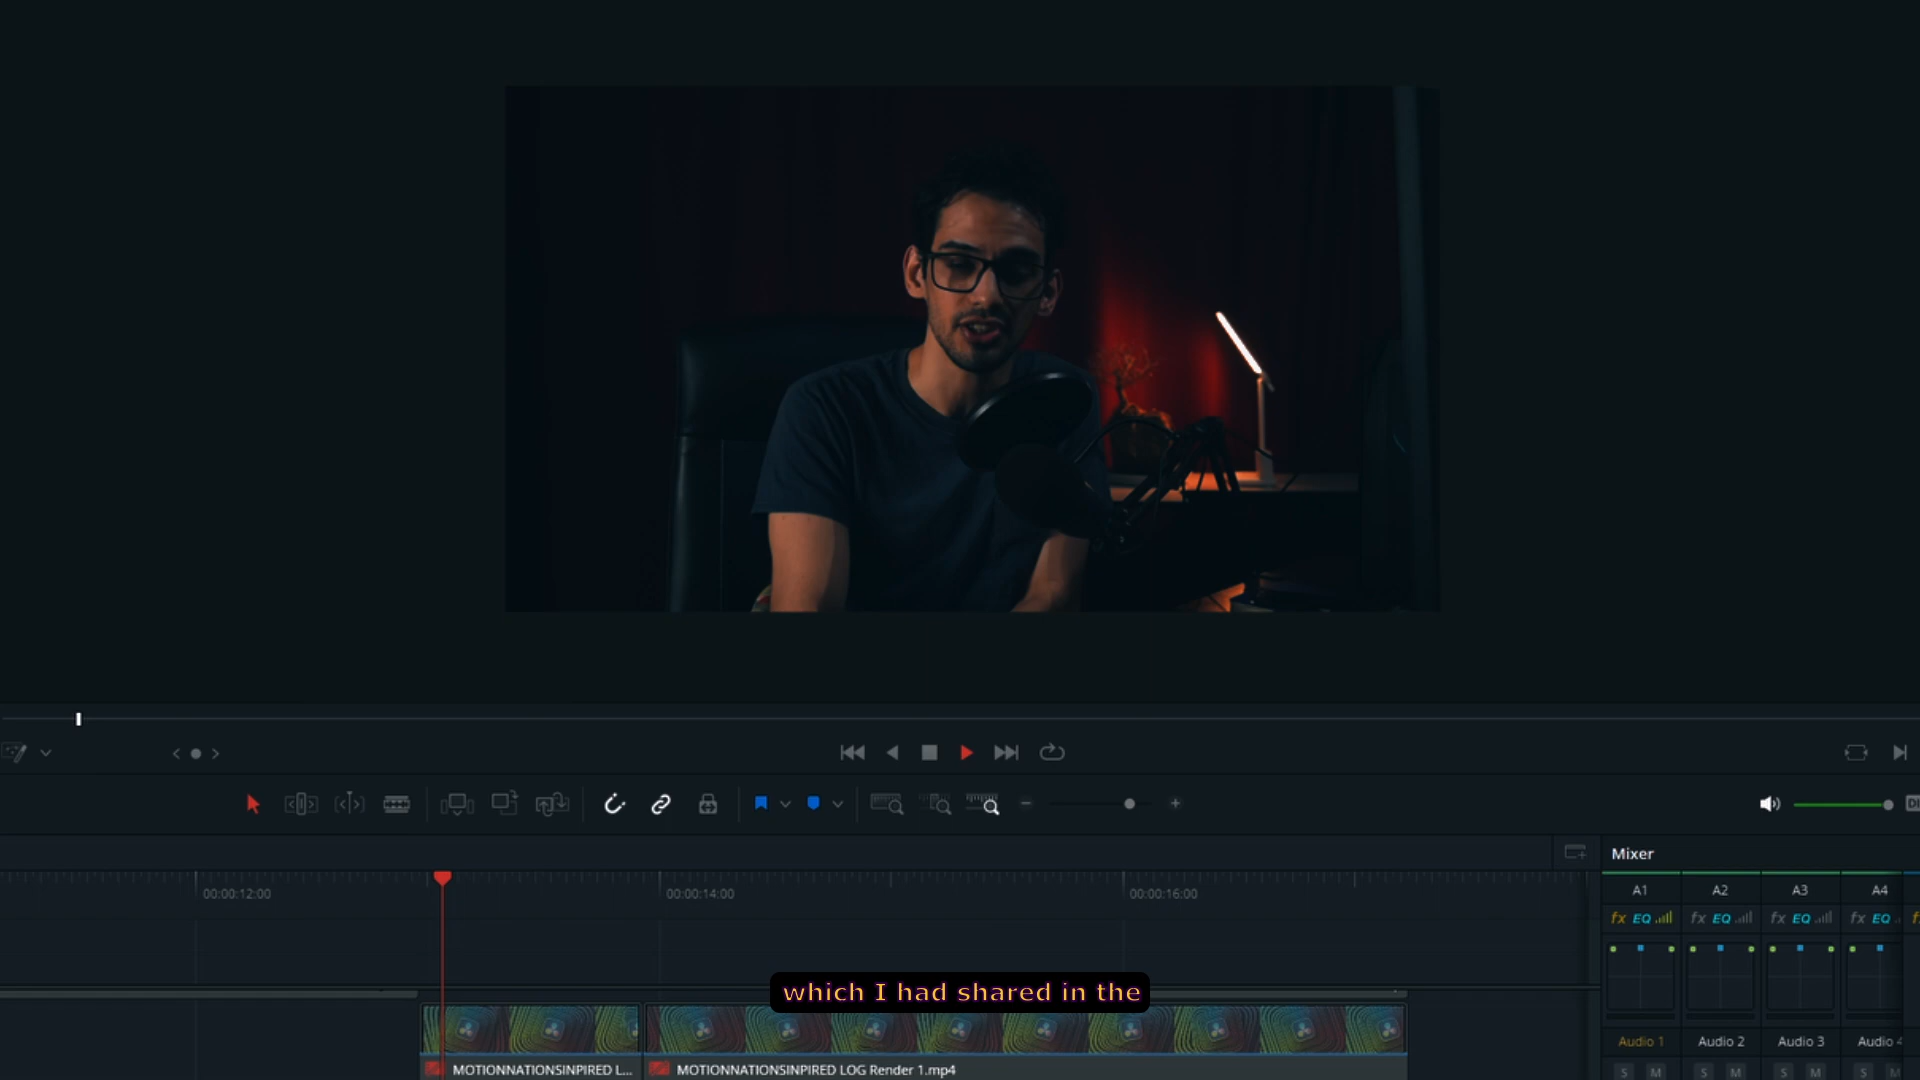 00:00:12:00
00:00:14:00
00:00:16:00
Mixer
A1 A2 A3 A4
fx EQ fx EQ fx EQ fx EQ
which I had shared in the
Audio 1 Audio 2 Audio 3 Audio 4
MOTIONNATIONSINPIRED L... MOTIONNATIONSINPIRED LOG Render 1.mp4
S M S M S M S M